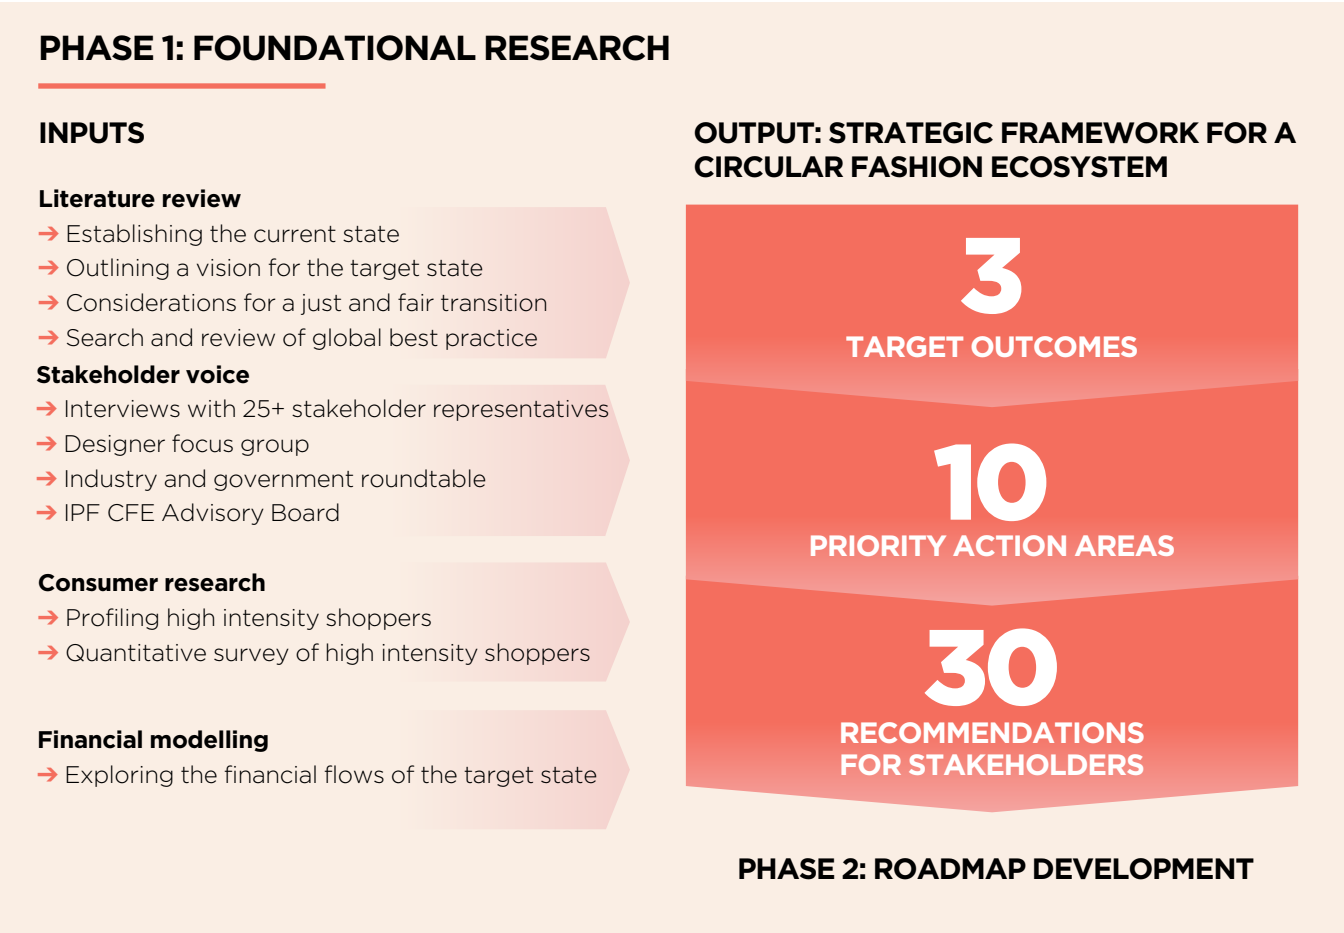 PHASE 1: FOUNDATIONAL RESEARCH
INPUTS
Literature review
➔ Establishing the current state
➔ Outlining a vision for the target state
➔ Considerations for a just and fair transition
➔ Search and review of global best practice
Stakeholder voice
➔ Interviews with 25+ stakeholder representatives
➔ Designer focus group
➔ Industry and government roundtable
➔ IPF CFE Advisory Board
Consumer research
➔ Profiling high intensity shoppers
➔ Quantitative survey of high intensity shoppers
Financial modelling
➔ Exploring the financial flows of the target state
OUTPUT: STRATEGIC FRAMEWORK FOR A
CIRCULAR FASHION ECOSYSTEM
3
TARGET OUTCOMES
10
PRIORITY ACTION AREAS
30
RECOMMENDATIONS
FOR STAKEHOLDERS
PHASE 2: ROADMAP DEVELOPMENT